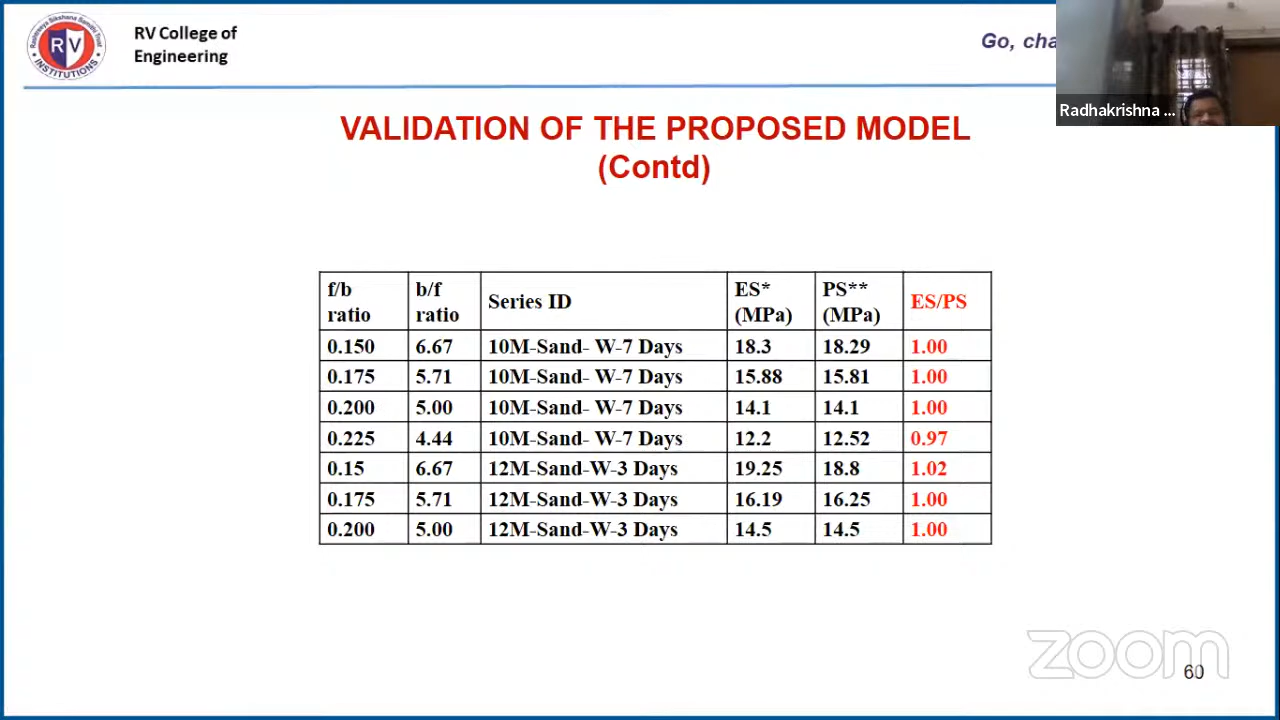 RV College of
Engineering
Go, cha
Radhakrishna ...
Rashtreeya Sikshana Samithi Trust
RV
INSTITUTIONS
VALIDATION OF THE PROPOSED MODEL
(Contd)
f/b ratio b/f ratio Series ID ES* (MPa) PS** (MPa) ES/PS
0.150 6.67 10M-Sand- W-7 Days 18.3 18.29 1.00
0.175 5.71 10M-Sand- W-7 Days 15.88 15.81 1.00
0.200 5.00 10M-Sand- W-7 Days 14.1 14.1 1.00
0.225 4.44 10M-Sand- W-7 Days 12.2 12.52 0.97
0.15 6.67 12M-Sand-W-3 Days 19.25 18.8 1.02
0.175 5.71 12M-Sand-W-3 Days 16.19 16.25 1.00
0.200 5.00 12M-Sand-W-3 Days 14.5 14.5 1.00
zoom
60